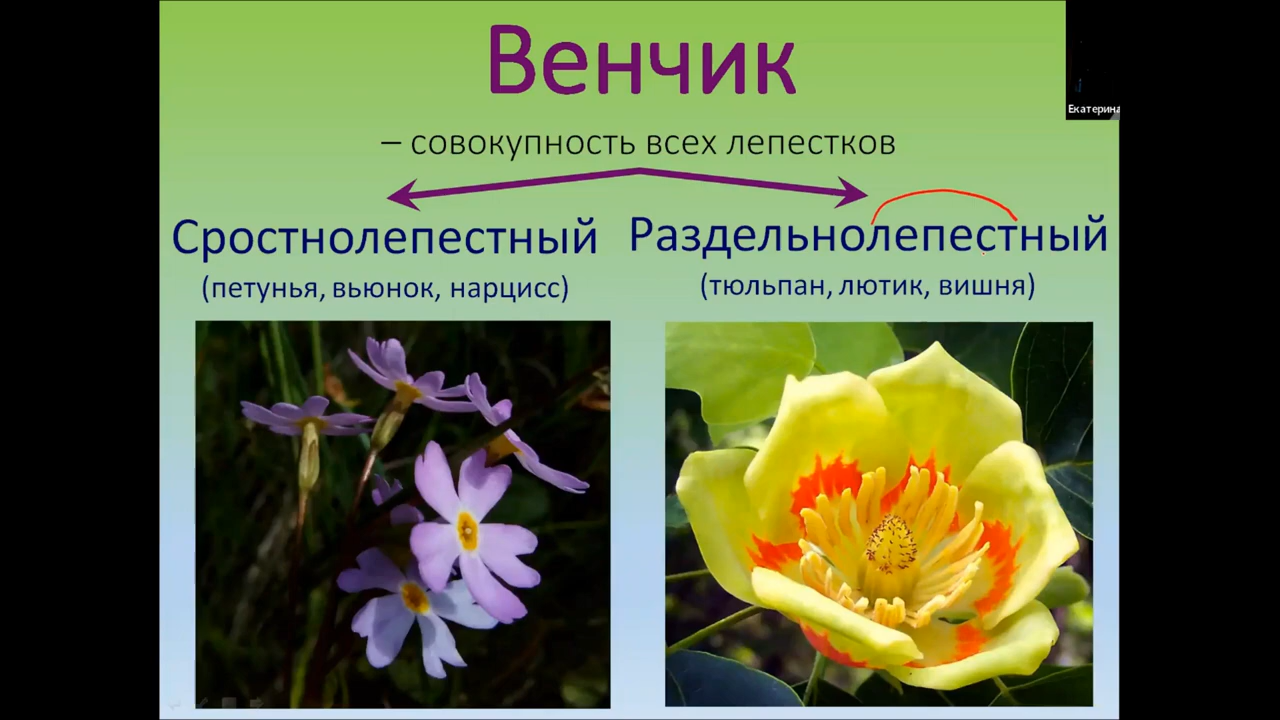 Венчик
Екатерина
– совокупность всех лепестков
Сростнолепестный Раздельнолепестный
(петунья, вьюнок, нарцисс) (тюльпан, лютик, вишня)